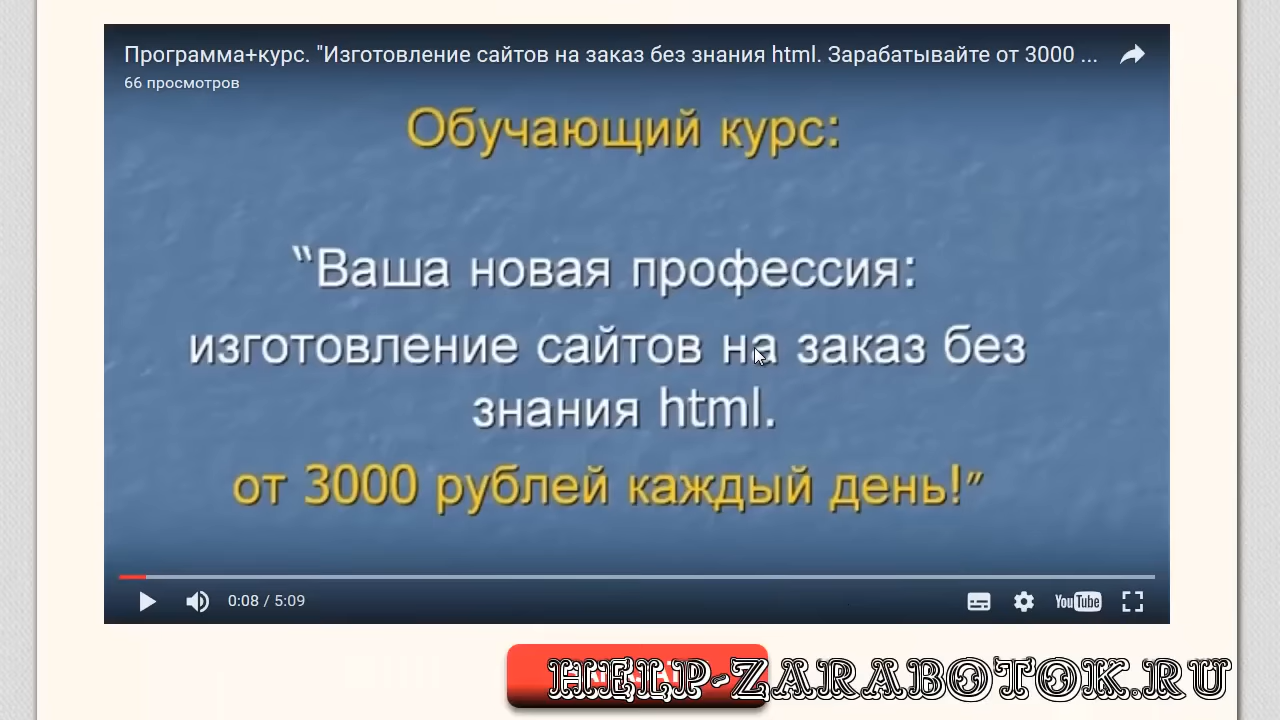 Программа+курс. "Изготовление сайтов на заказ без знания html. Зарабатывайте от 3000 ...
66 просмотров
Обучающий курс:
“Ваша новая профессия:
изготовление сайтов на заказ без
знания html.
от 3000 рублей каждый день!”
0:08 / 5:09
YouTube
HELP-ZARABOTOK.RU